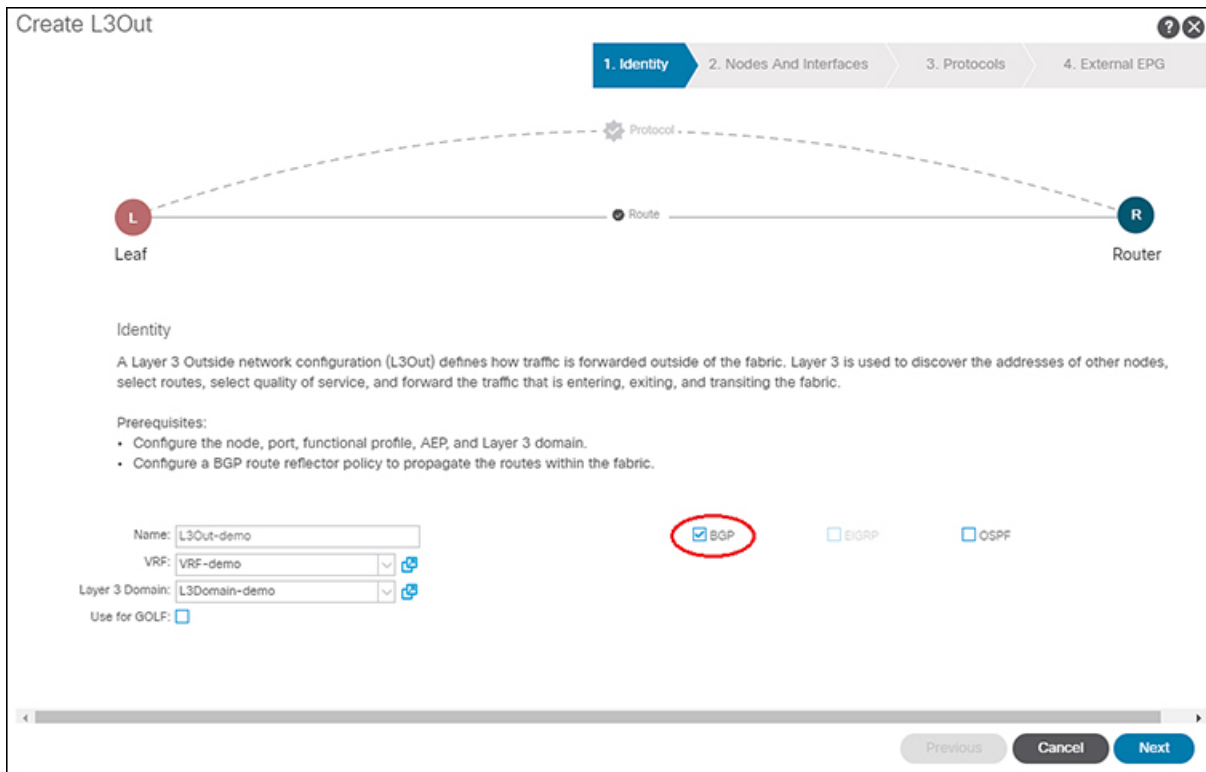 Create L3Out
1. Identity
2. Nodes And Interfaces
3. Protocols
4. External EPG
Protocol
L
Route
R
Leaf
Router
Identity
A Layer 3 Outside network configuration (L3Out) defines how traffic is forwarded outside of the fabric. Layer 3 is used to discover the addresses of other nodes,
select routes, select quality of service, and forward the traffic that is entering, exiting, and transiting the fabric.
Prerequisites:
• Configure the node, port, functional profile, AEP, and Layer 3 domain.
• Configure a BGP route reflector policy to propagate the routes within the fabric.
Name: L3Out-demo
BGP
EIGRP
OSPF
VRF: VRF-demo
Layer 3 Domain: L3Domain-demo
Use for GOLF:
Previous
Cancel
Next